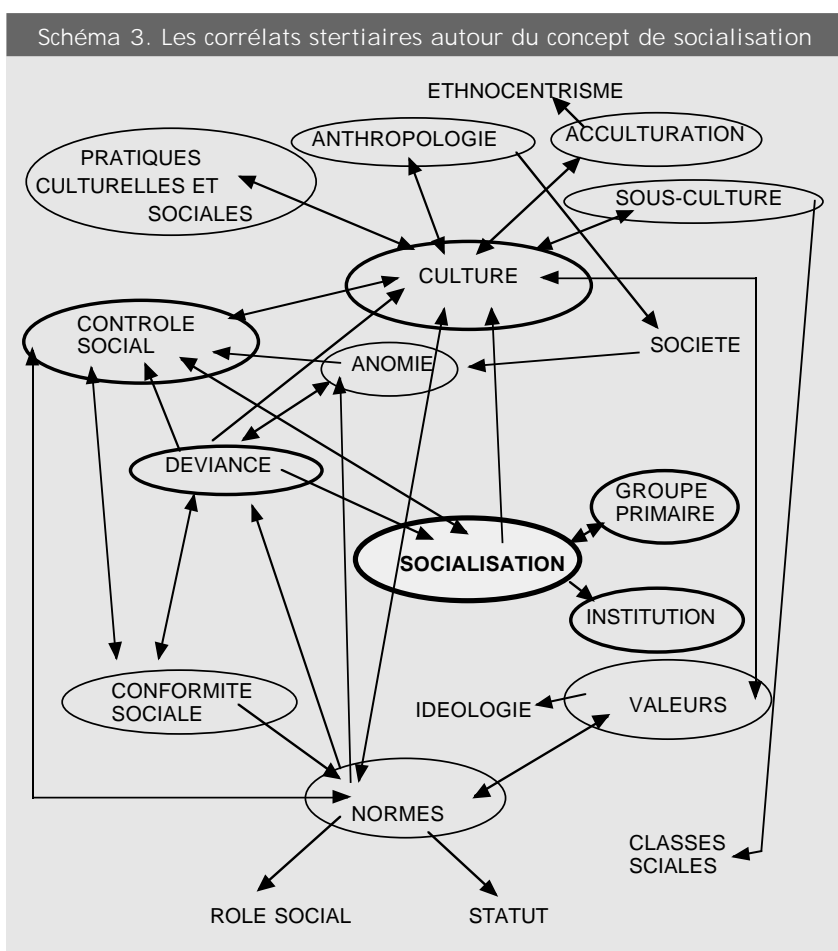 Schéma 3. Les corrélats stertiaires autour du concept de socialisation
ETHNOCENTRISME
ANTHROPOLOGIE
ACCULTURATION
PRATIQUES
CULTURELLES ET
SOCIALES
SOUS-CULTURE
CULTURE
CONTROLE
SOCIAL
SOCIETE
ANOMIE
DEVIANCE
GROUPE
PRIMAIRE
SOCIALISATION
INSTITUTION
CONFORMITE
SOCIALE
IDEOLOGIE
VALEURS
NORMES
CLASSES
SCIALES
ROLE SOCIAL
STATUT